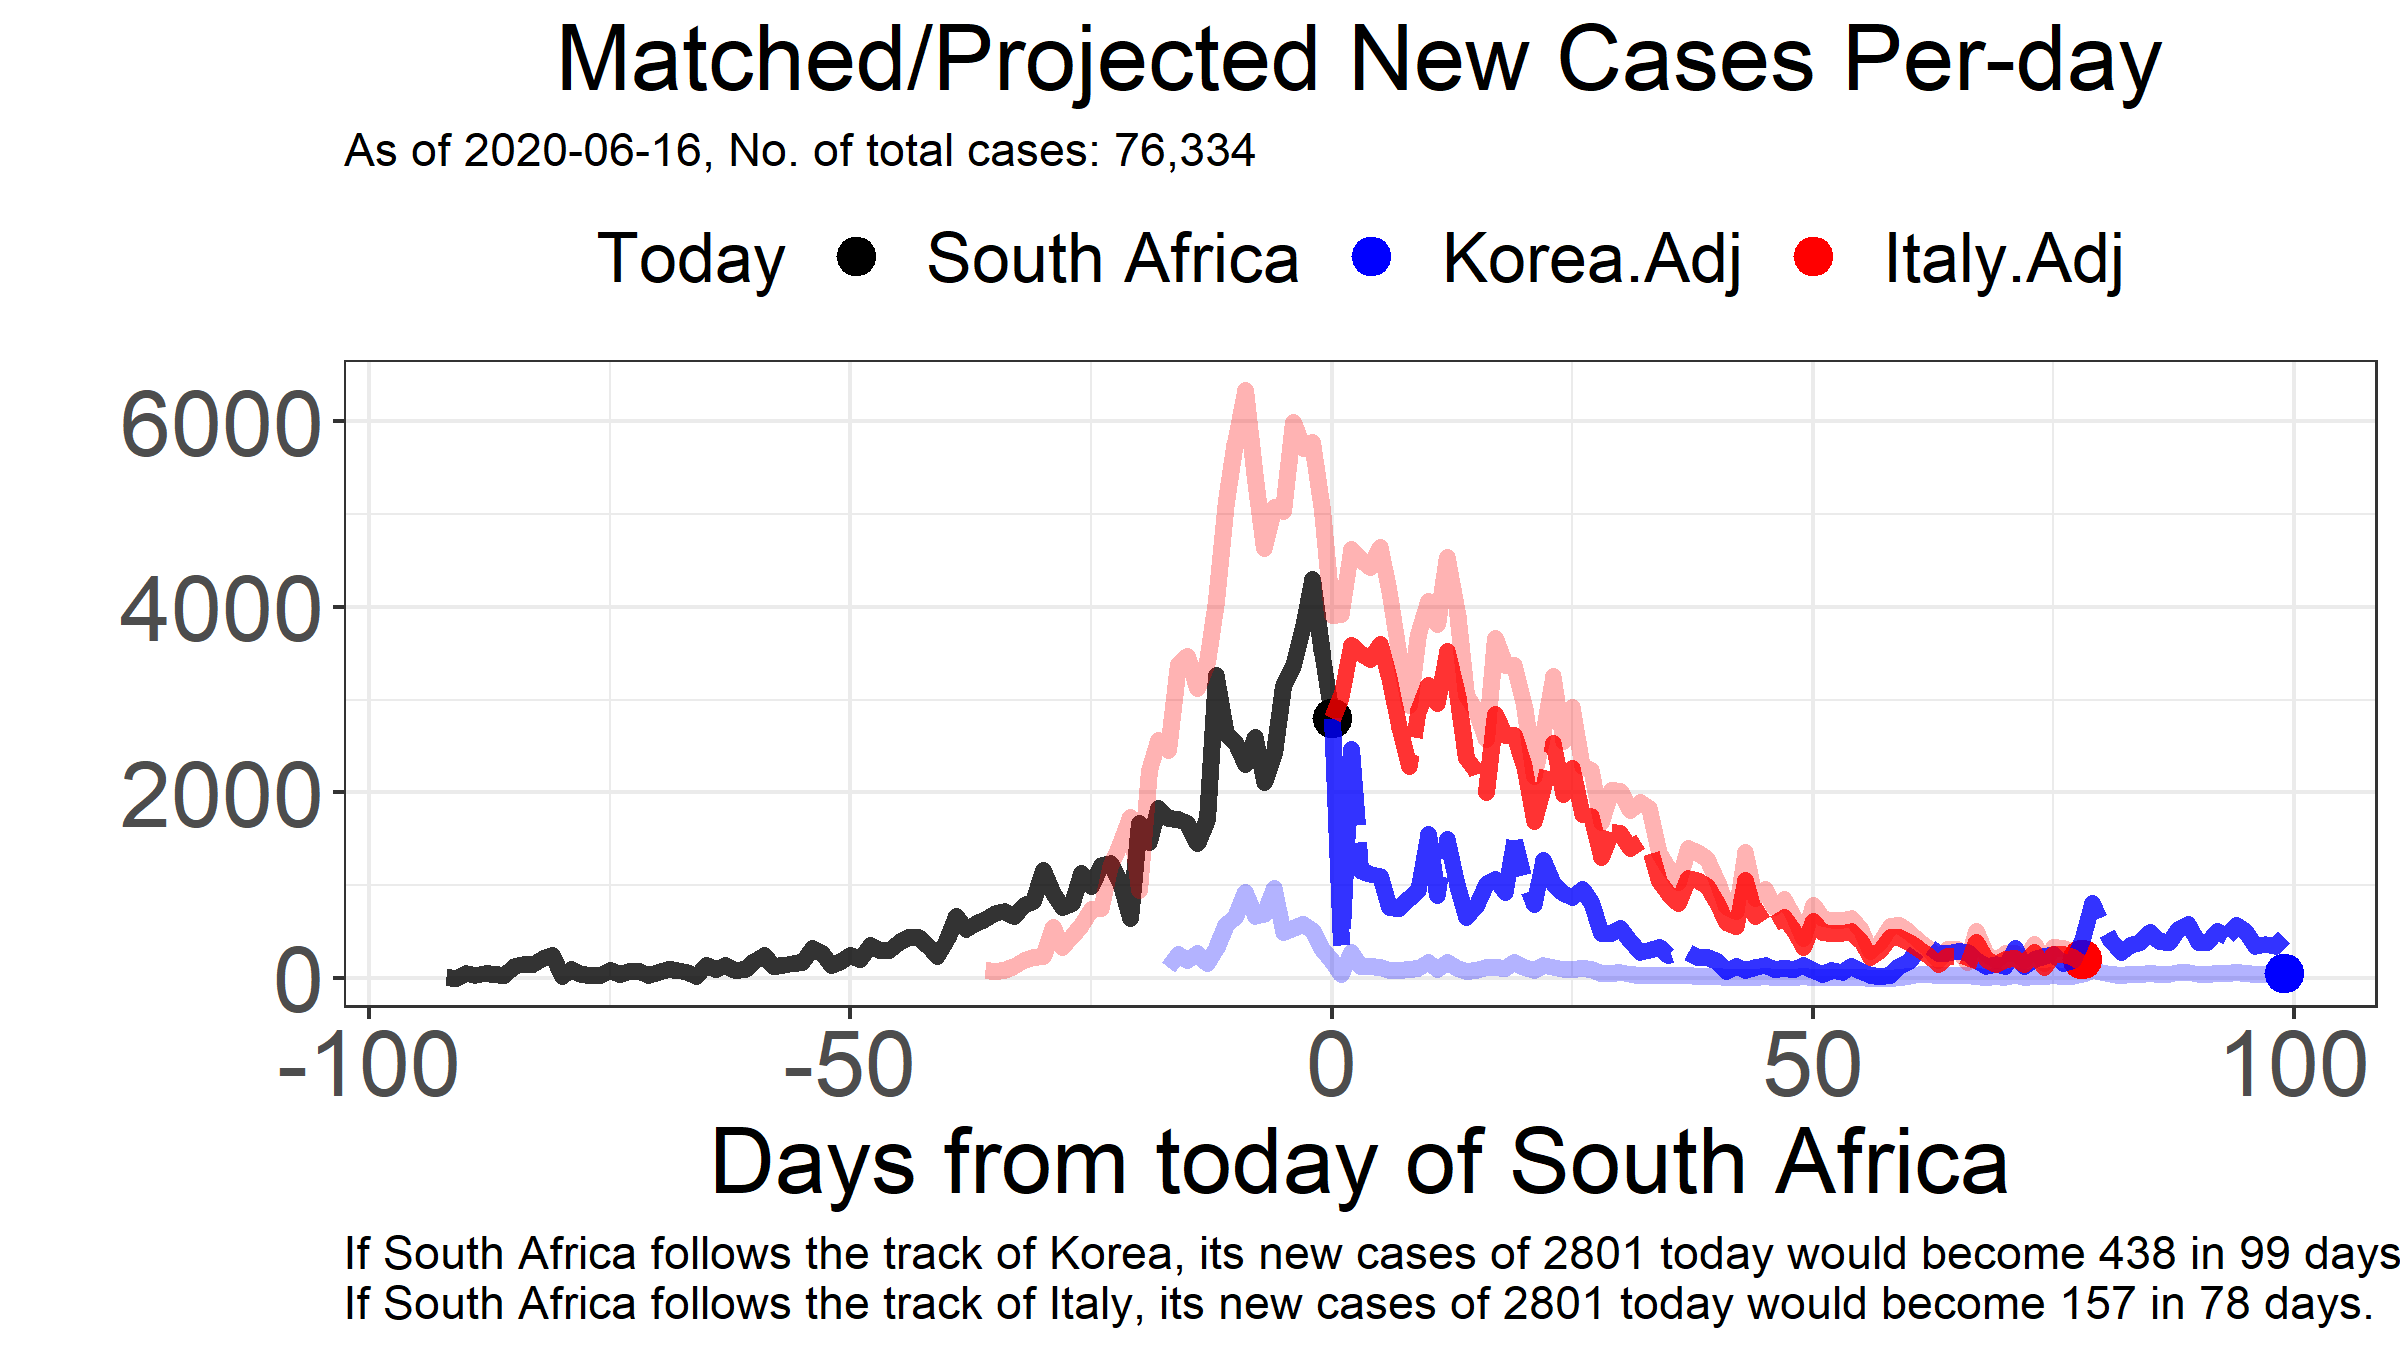 Matched/Projected New Cases Per-day
As of 2020-06-16, No. of total cases: 76,334
Today South Africa Korea.Adj Italy.Adj
6000
4000
2000
0
-100 -50 0 50 100
Days from today of South Africa
If South Africa follows the track of Korea, its new cases of 2801 today would become 438 in 99 days
If South Africa follows the track of Italy, its new cases of 2801 today would become 157 in 78 days.